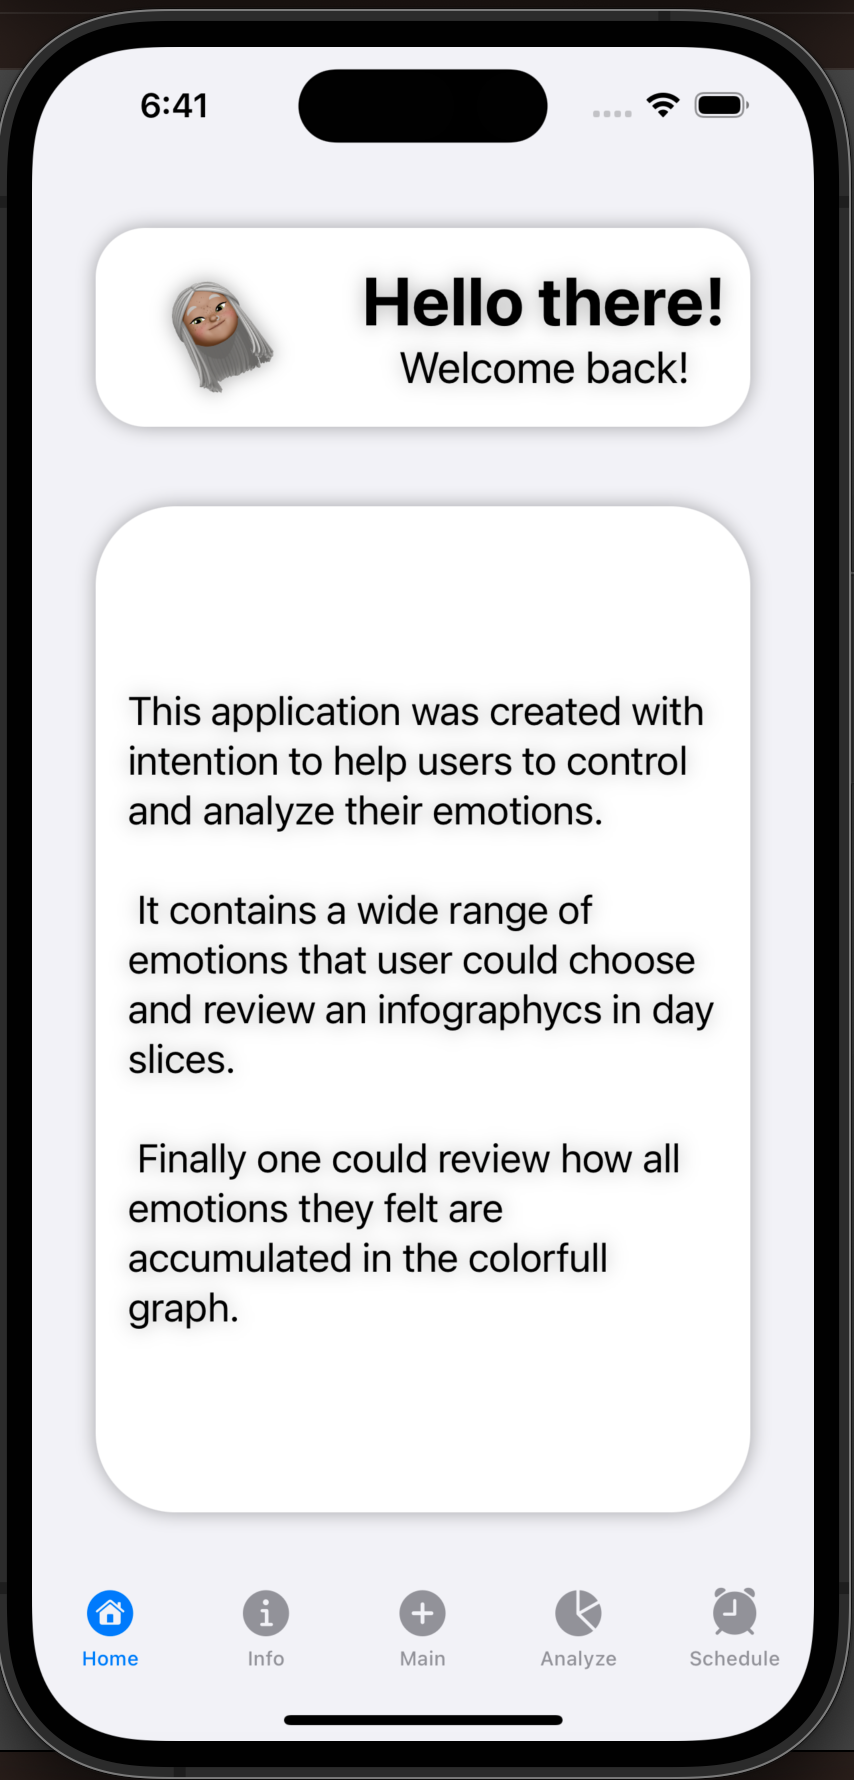 6:41
Hello there!
Welcome back!
This application was created with
intention to help users to control
and analyze their emotions.
It contains a wide range of
emotions that user could choose
and review an infographycs in day
slices.
Finally one could review how all
emotions they felt are
accumulated in the colorfull
graph.
Home
Info
Main
Analyze
Schedule